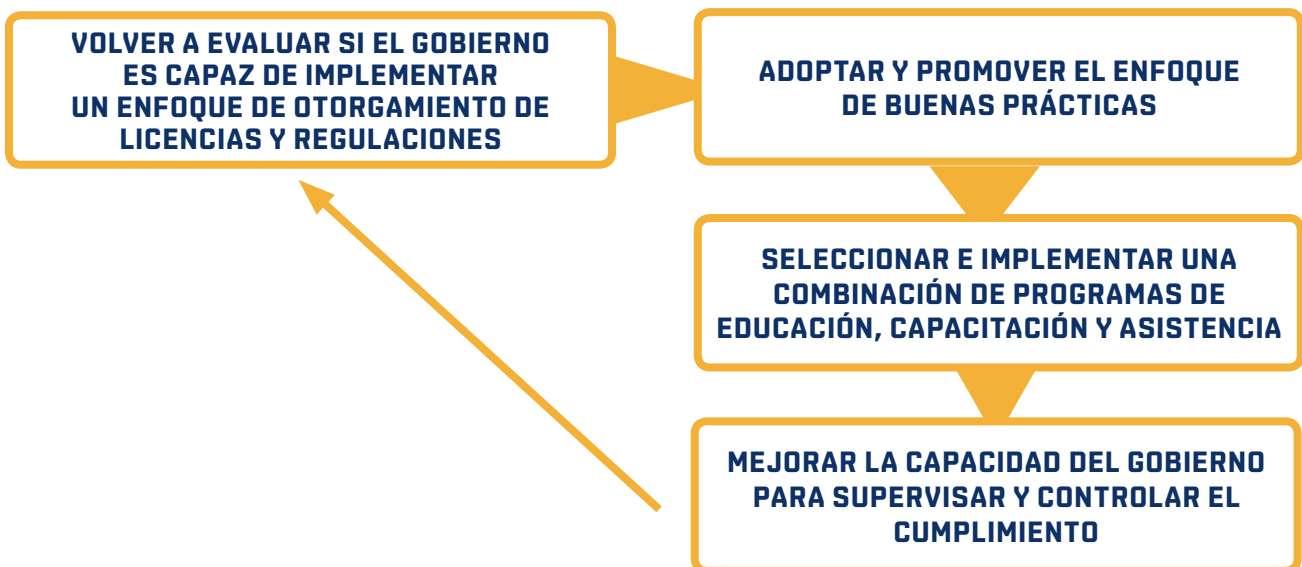 VOLVER A EVALUAR SI EL GOBIERNO
ES CAPAZ DE IMPLEMENTAR
UN ENFOQUE DE OTORGAMIENTO DE
LICENCIAS Y REGULACIONES
ADOPTAR Y PROMOVER EL ENFOQUE
DE BUENAS PRÁCTICAS
SELECCIONAR E IMPLEMENTAR UNA
COMBINACIÓN DE PROGRAMAS DE
EDUCACIÓN, CAPACITACIÓN Y ASISTENCIA
MEJORAR LA CAPACIDAD DEL GOBIERNO
PARA SUPERVISAR Y CONTROLAR EL
CUMPLIMIENTO